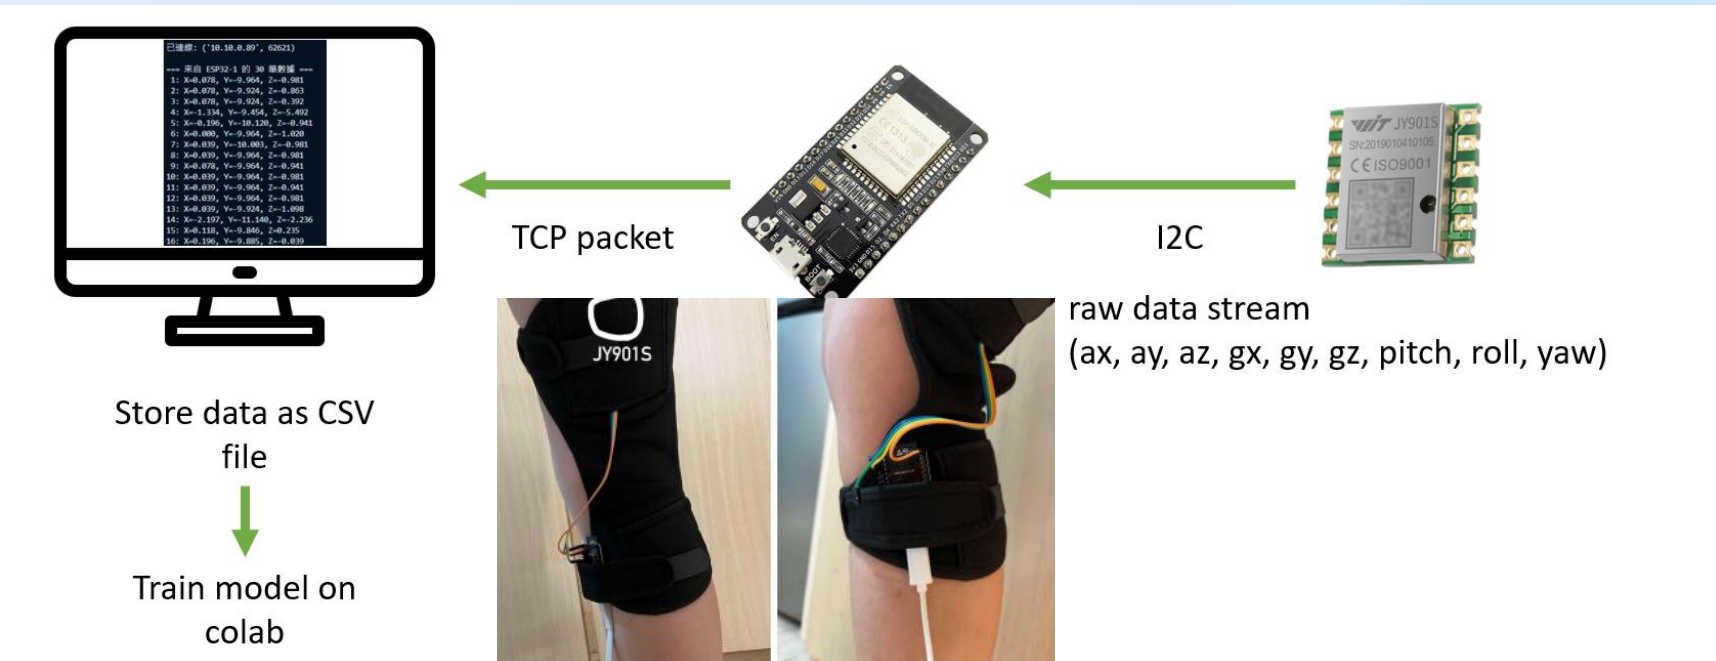 已連線: ('10.10.0.89', 62621)
=== 來自 ESP32-1 的 30 筆數據 ===
1: X=0.078, Y=-9.964, Z=-0.981
2: X=0.078, Y=-9.924, Z=-0.863
3: X=0.078, Y=-9.924, Z=-0.392
4: X=-1.334, Y=-9.454, Z=-5.492
5: X=-0.196, Y=-10.120, Z=-0.941
6: X=0.000, Y=-9.964, Z=-1.020
7: X=0.039, Y=-10.003, Z=-0.981
8: X=0.039, Y=-9.964, Z=-0.981
9: X=0.078, Y=-9.964, Z=-0.941
10: X=0.039, Y=-9.964, Z=-0.981
11: X=0.039, Y=-9.964, Z=-0.941
12: X=0.039, Y=-9.964, Z=-0.981
13: X=0.039, Y=-9.924, Z=-1.098
14: X=-2.197, Y=-11.140, Z=-2.236
15: X=0.118, Y=-9.846, Z=0.235
16: X=0.196, Y=-9.885, Z=-0.039
TCP packet
EN
BOOT
I2C
WIT JY901S
SN:2019010410105
CE ISO9001
raw data stream
(ax, ay, az, gx, gy, gz, pitch, roll, yaw)
JY901S
Store data as CSV
file
Train model on
colab